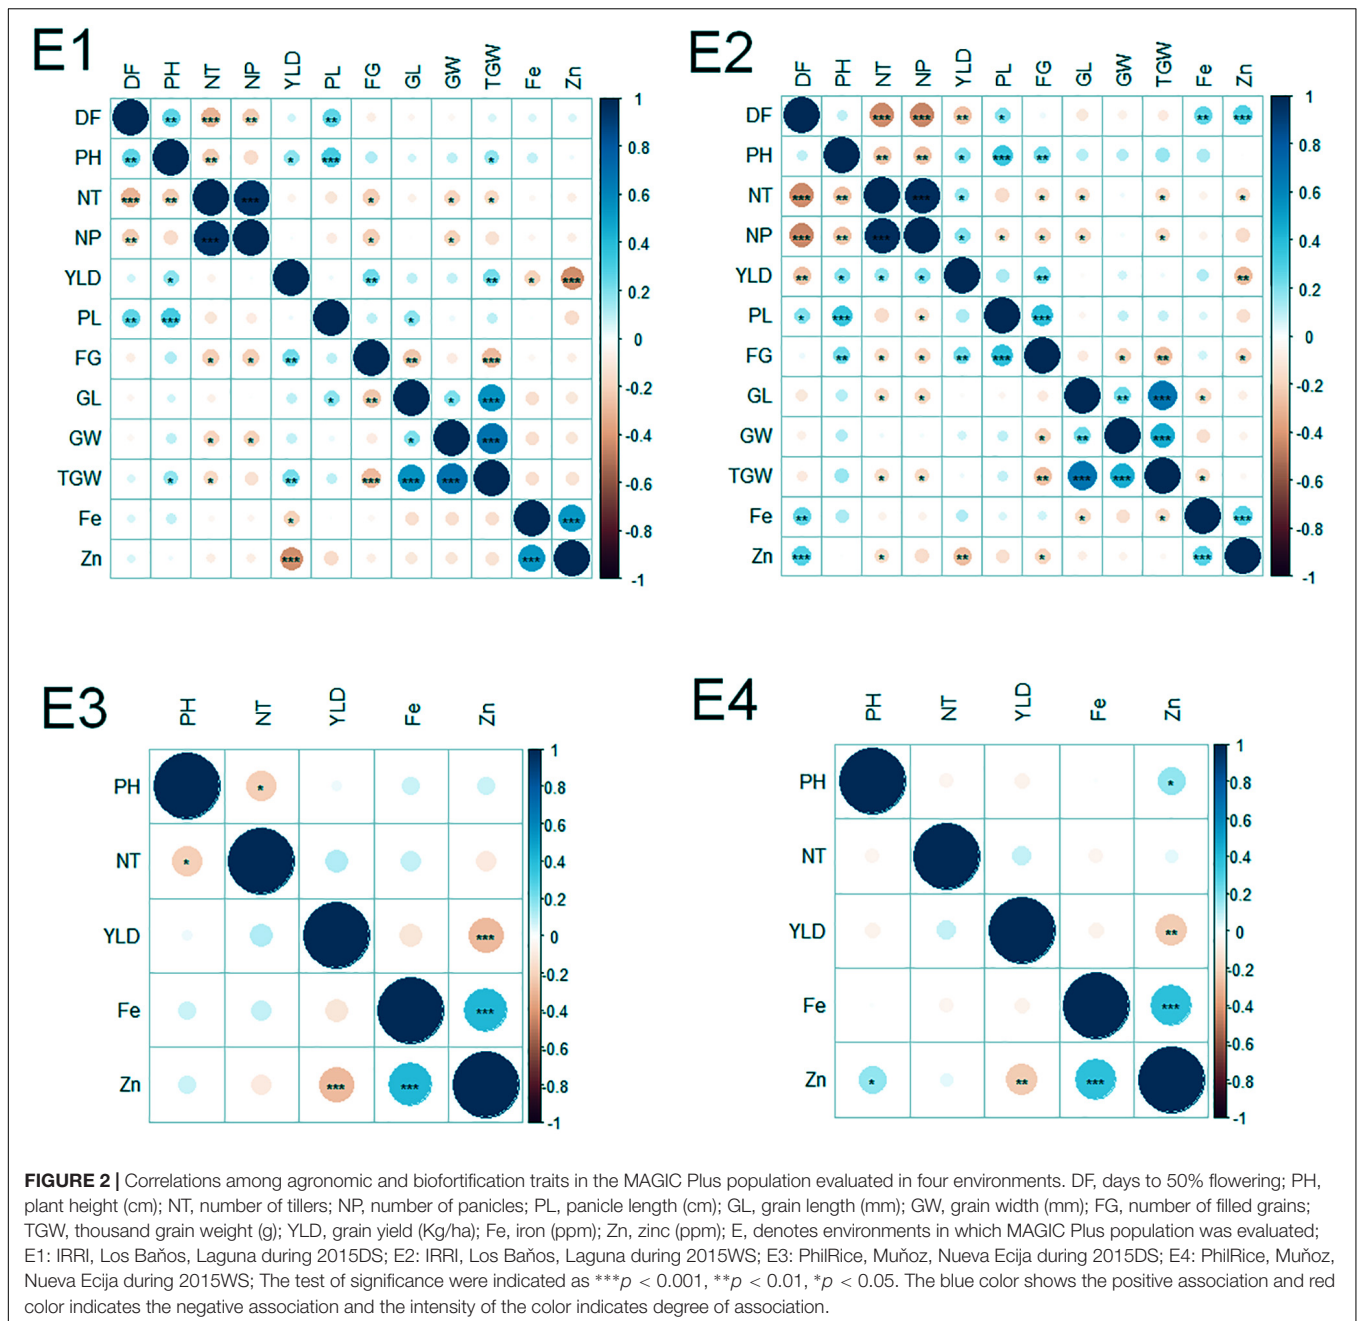 E1
DF PH NT NP YLD PL FG GL GW TGW Fe Zn
DF ** *** ** **
PH ** ** * *** *
NT *** ** *** * * *
NP ** *** * *
YLD * ** ** * ***
PL ** *** *
FG * * ** ** ***
GL * ** * ***
GW * * * ***
TGW * * ** *** *** ***
Fe * ***
Zn *** ***
1
0.8
0.6
0.4
0.2
0
-0.2
-0.4
-0.6
-0.8
-1
E2
DF PH NT NP YLD PL FG GL GW TGW Fe Zn
DF *** *** ** * ** ***
PH ** ** * *** **
NT *** ** *** * * * * *
NP *** ** *** * * * * *
YLD ** * * * ** **
PL * *** * ***
FG ** * * ** *** * ** *
GL * * ** *** *
GW * ** ***
TGW * * ** *** *** *
Fe ** * * ***
Zn *** * ** * ***
1
0.8
0.6
0.4
0.2
0
-0.2
-0.4
-0.6
-0.8
-1
E3
PH NT YLD Fe Zn
PH *
NT *
YLD ***
Fe ***
Zn *** ***
1
0.8
0.6
0.4
0.2
0
-0.2
-0.4
-0.6
-0.8
-1
E4
PH NT YLD Fe Zn
PH *
NT
YLD **
Fe ***
Zn * ** ***
1
0.8
0.6
0.4
0.2
0
-0.2
-0.4
-0.6
-0.8
-1
FIGURE 2 | Correlations among agronomic and biofortification traits in the MAGIC Plus population evaluated in four environments. DF, days to 50% flowering; PH,
plant height (cm); NT, number of tillers; NP, number of panicles; PL, panicle length (cm); GL, grain length (mm); GW, grain width (mm); FG, number of filled grains;
TGW, thousand grain weight (g); YLD, grain yield (Kg/ha); Fe, iron (ppm); Zn, zinc (ppm); E, denotes environments in which MAGIC Plus population was evaluated;
E1: IRRI, Los Baňos, Laguna during 2015DS; E2: IRRI, Los Baňos, Laguna during 2015WS; E3: PhilRice, Muňoz, Nueva Ecija during 2015DS; E4: PhilRice, Muňoz,
Nueva Ecija during 2015WS; The test of significance were indicated as ***p < 0.001, **p < 0.01, *p < 0.05. The blue color shows the positive association and red
color indicates the negative association and the intensity of the color indicates degree of association.